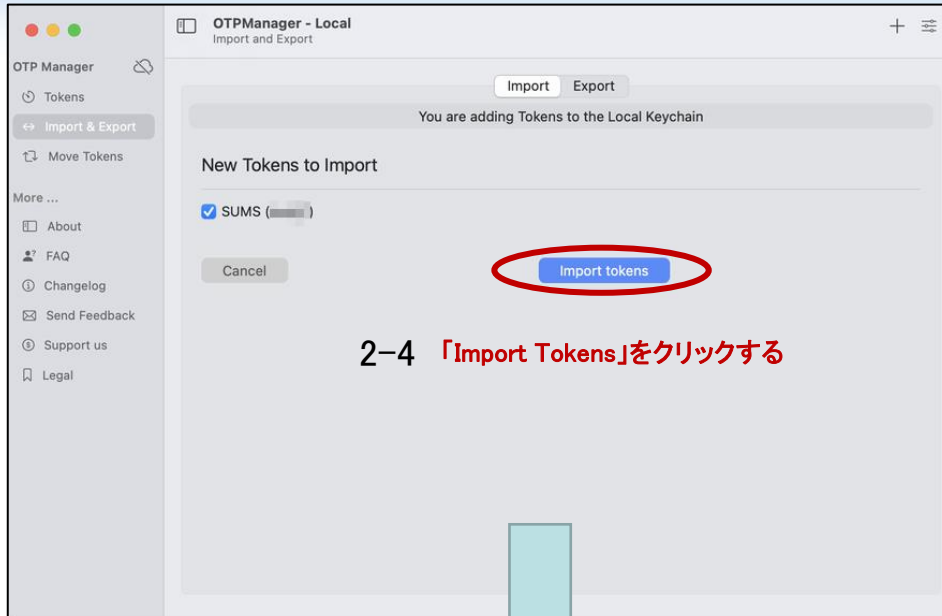 OTPManager - Local
Import and Export
OTP Manager
Tokens
Import & Export
Move Tokens
More ...
About
FAQ
Changelog
Send Feedback
Support us
Legal
Import Export
You are adding Tokens to the Local Keychain
New Tokens to Import
SUMS ( )
Cancel
Import tokens
2-4 「Import Tokens」をクリックする